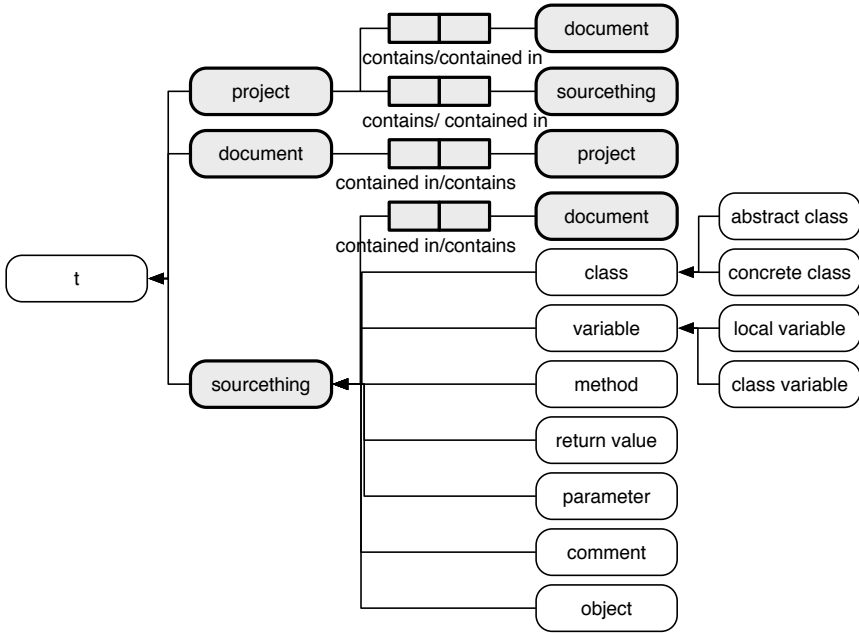 document
contains/contained in
project
sourcething
contains/ contained in
document
project
contained in/contains
document
abstract class
contained in/contains
t
class
concrete class
variable
local variable
sourcething
method
class variable
return value
parameter
comment
object